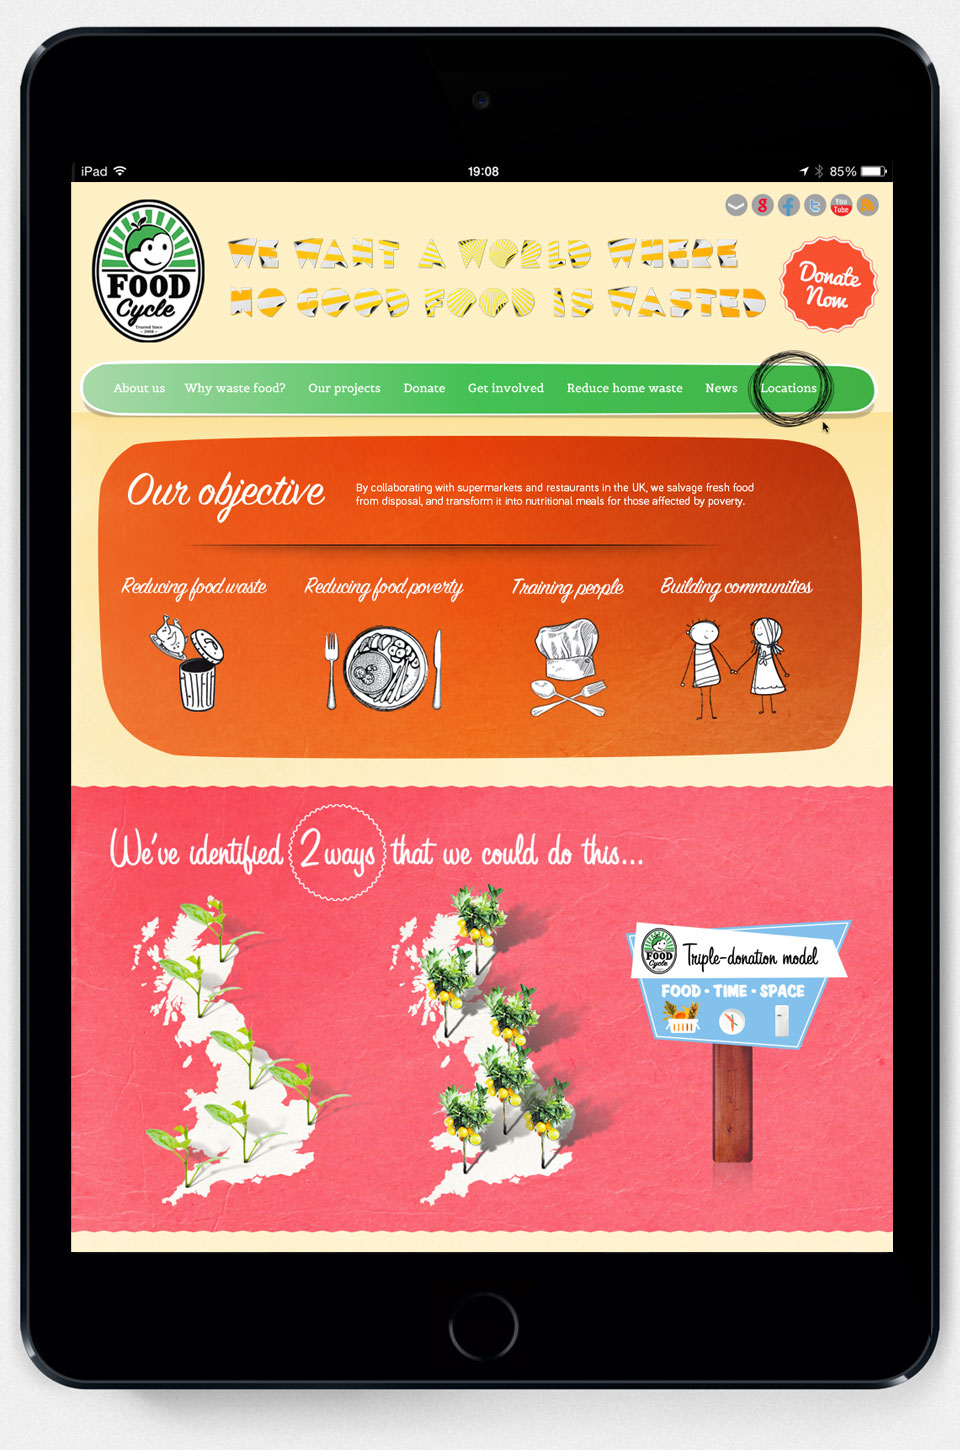 iPad
19:08
85%
g
f
t
You
Tube
FOOD
Cycle
Trusted Since
- 2009 -
WE WANT A WORLD WHERE
NO GOOD FOOD IS WASTED
Donate
Now
About us Why waste food? Our projects Donate Get involved Reduce home waste News Locations
Our objective
By collaborating with supermarkets and restaurants in the UK, we salvage fresh food
from disposal, and transform it into nutritional meals for those affected by poverty.
Reducing food waste Reducing food poverty Training people Building communities
We've identified 2 ways that we could do this...
FOOD
Cycle
Triple-donation model
FOOD • TIME • SPACE